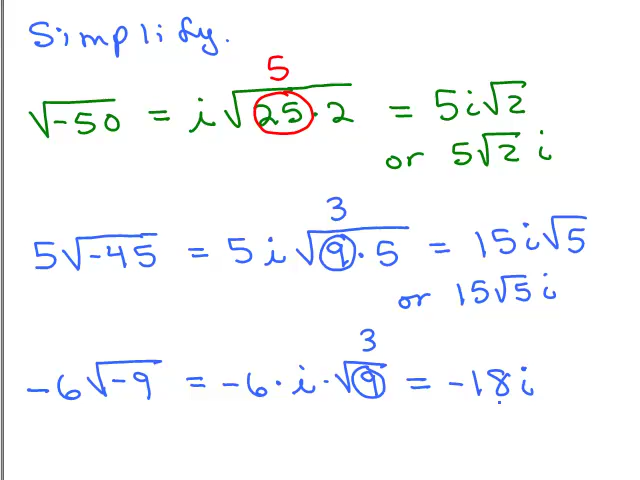 Simplify.
5
√-50 = i√25·2 = 5i√2
or 5√2 i
3
5√-45 = 5i√9·5 = 15i√5
or 15√5 i
3
-6√-9 = -6·i·√9 = -18i